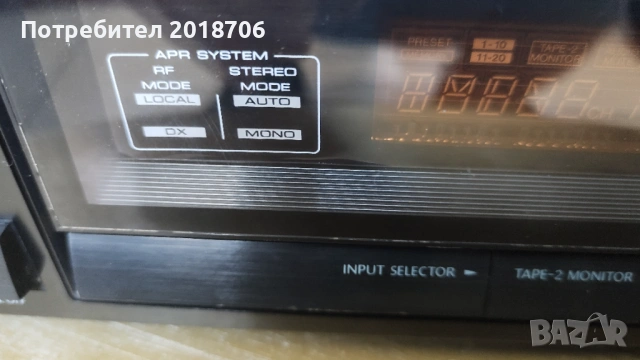 Потребител 2018706
APR SYSTEM
RF MODE
STEREO MODE
LOCAL
AUTO
DX
MONO
PRESET
1-10
11-20
TAPE-2 MONITOR
INPUT SELECTOR ►
TAPE-2 MONITOR
BAZAR